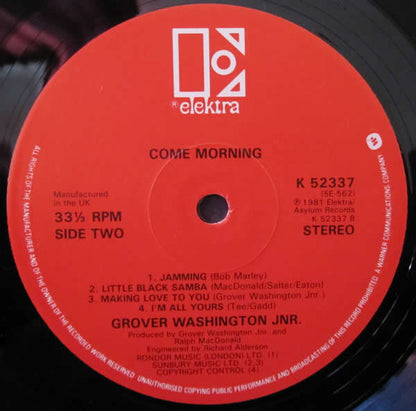 ® elektra
COME MORNING
Manufactured
in the UK
33⅓ RPM
SIDE TWO
K 52337
(5E-562)
℗ 1981 Elektra/
Asylum Records
K 52337 B
STEREO
1. JAMMING (Bob Marley)
2. LITTLE BLACK SAMBA (MacDonald/Salter/Eaton)
3. MAKING LOVE TO YOU (Grover Washington Jnr.)
4. I'M ALL YOURS (Tee/Gadd)
GROVER WASHINGTON JNR.
Produced by Grover Washington Jnr. and
Ralph MacDonald
Engineered by Richard Alderson
RONDOR MUSIC (LONDON) LTD. (1)
SUNBURY MUSIC LTD. (2,3)
COPYRIGHT CONTROL (4)
ALL RIGHTS OF THE MANUFACTURER AND OF THE OWNER OF THE RECORDED WORK RESERVED. UNAUTHORISED COPYING PUBLIC PERFORMANCE AND BROADCASTING OF THIS RECORD PROHIBITED. A WARNER COMMUNICATIONS COMPANY